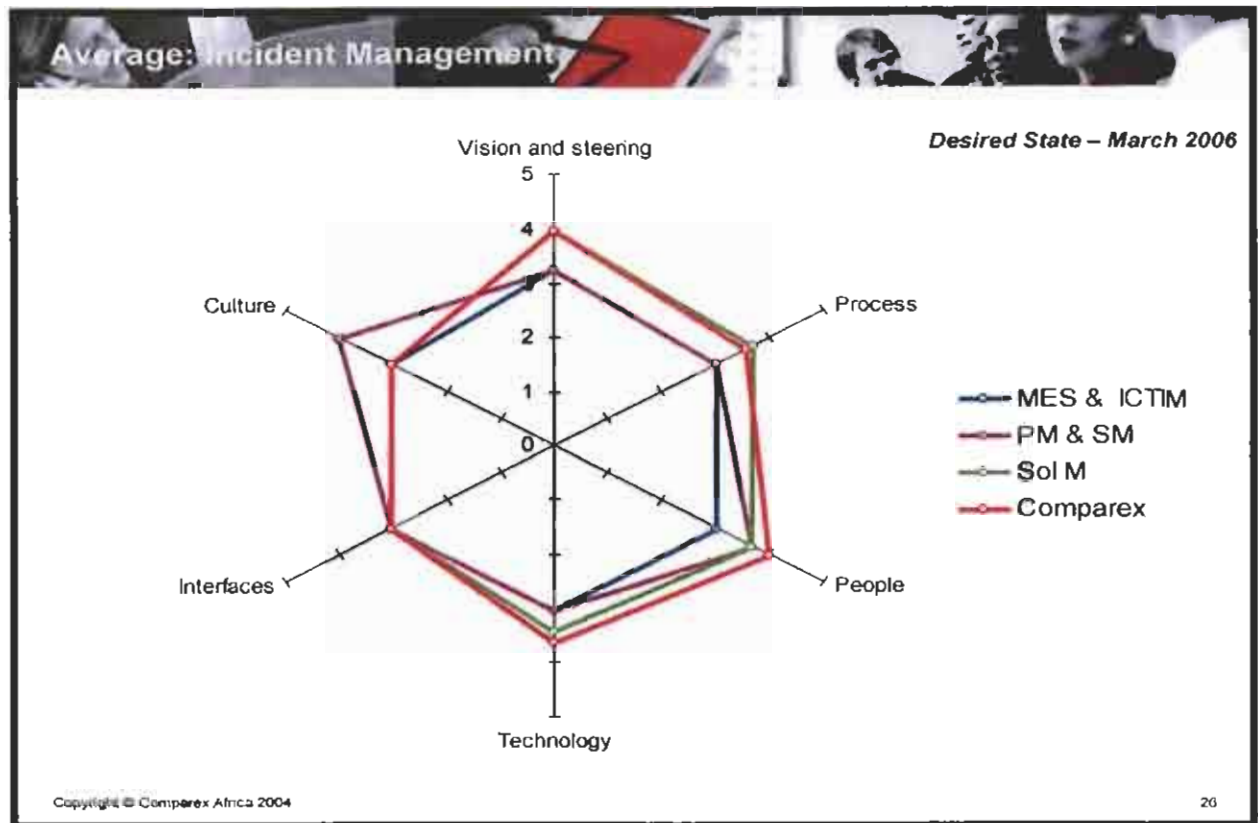 Average: Incident Management
Desired State – March 2006
Vision and steering
5
4
2
1
0
Culture
Process
Interfaces
People
Technology
MES & ICTIM
PM & SM
Sol M
Comparex
Copyright © Comparex Africa 2004
26